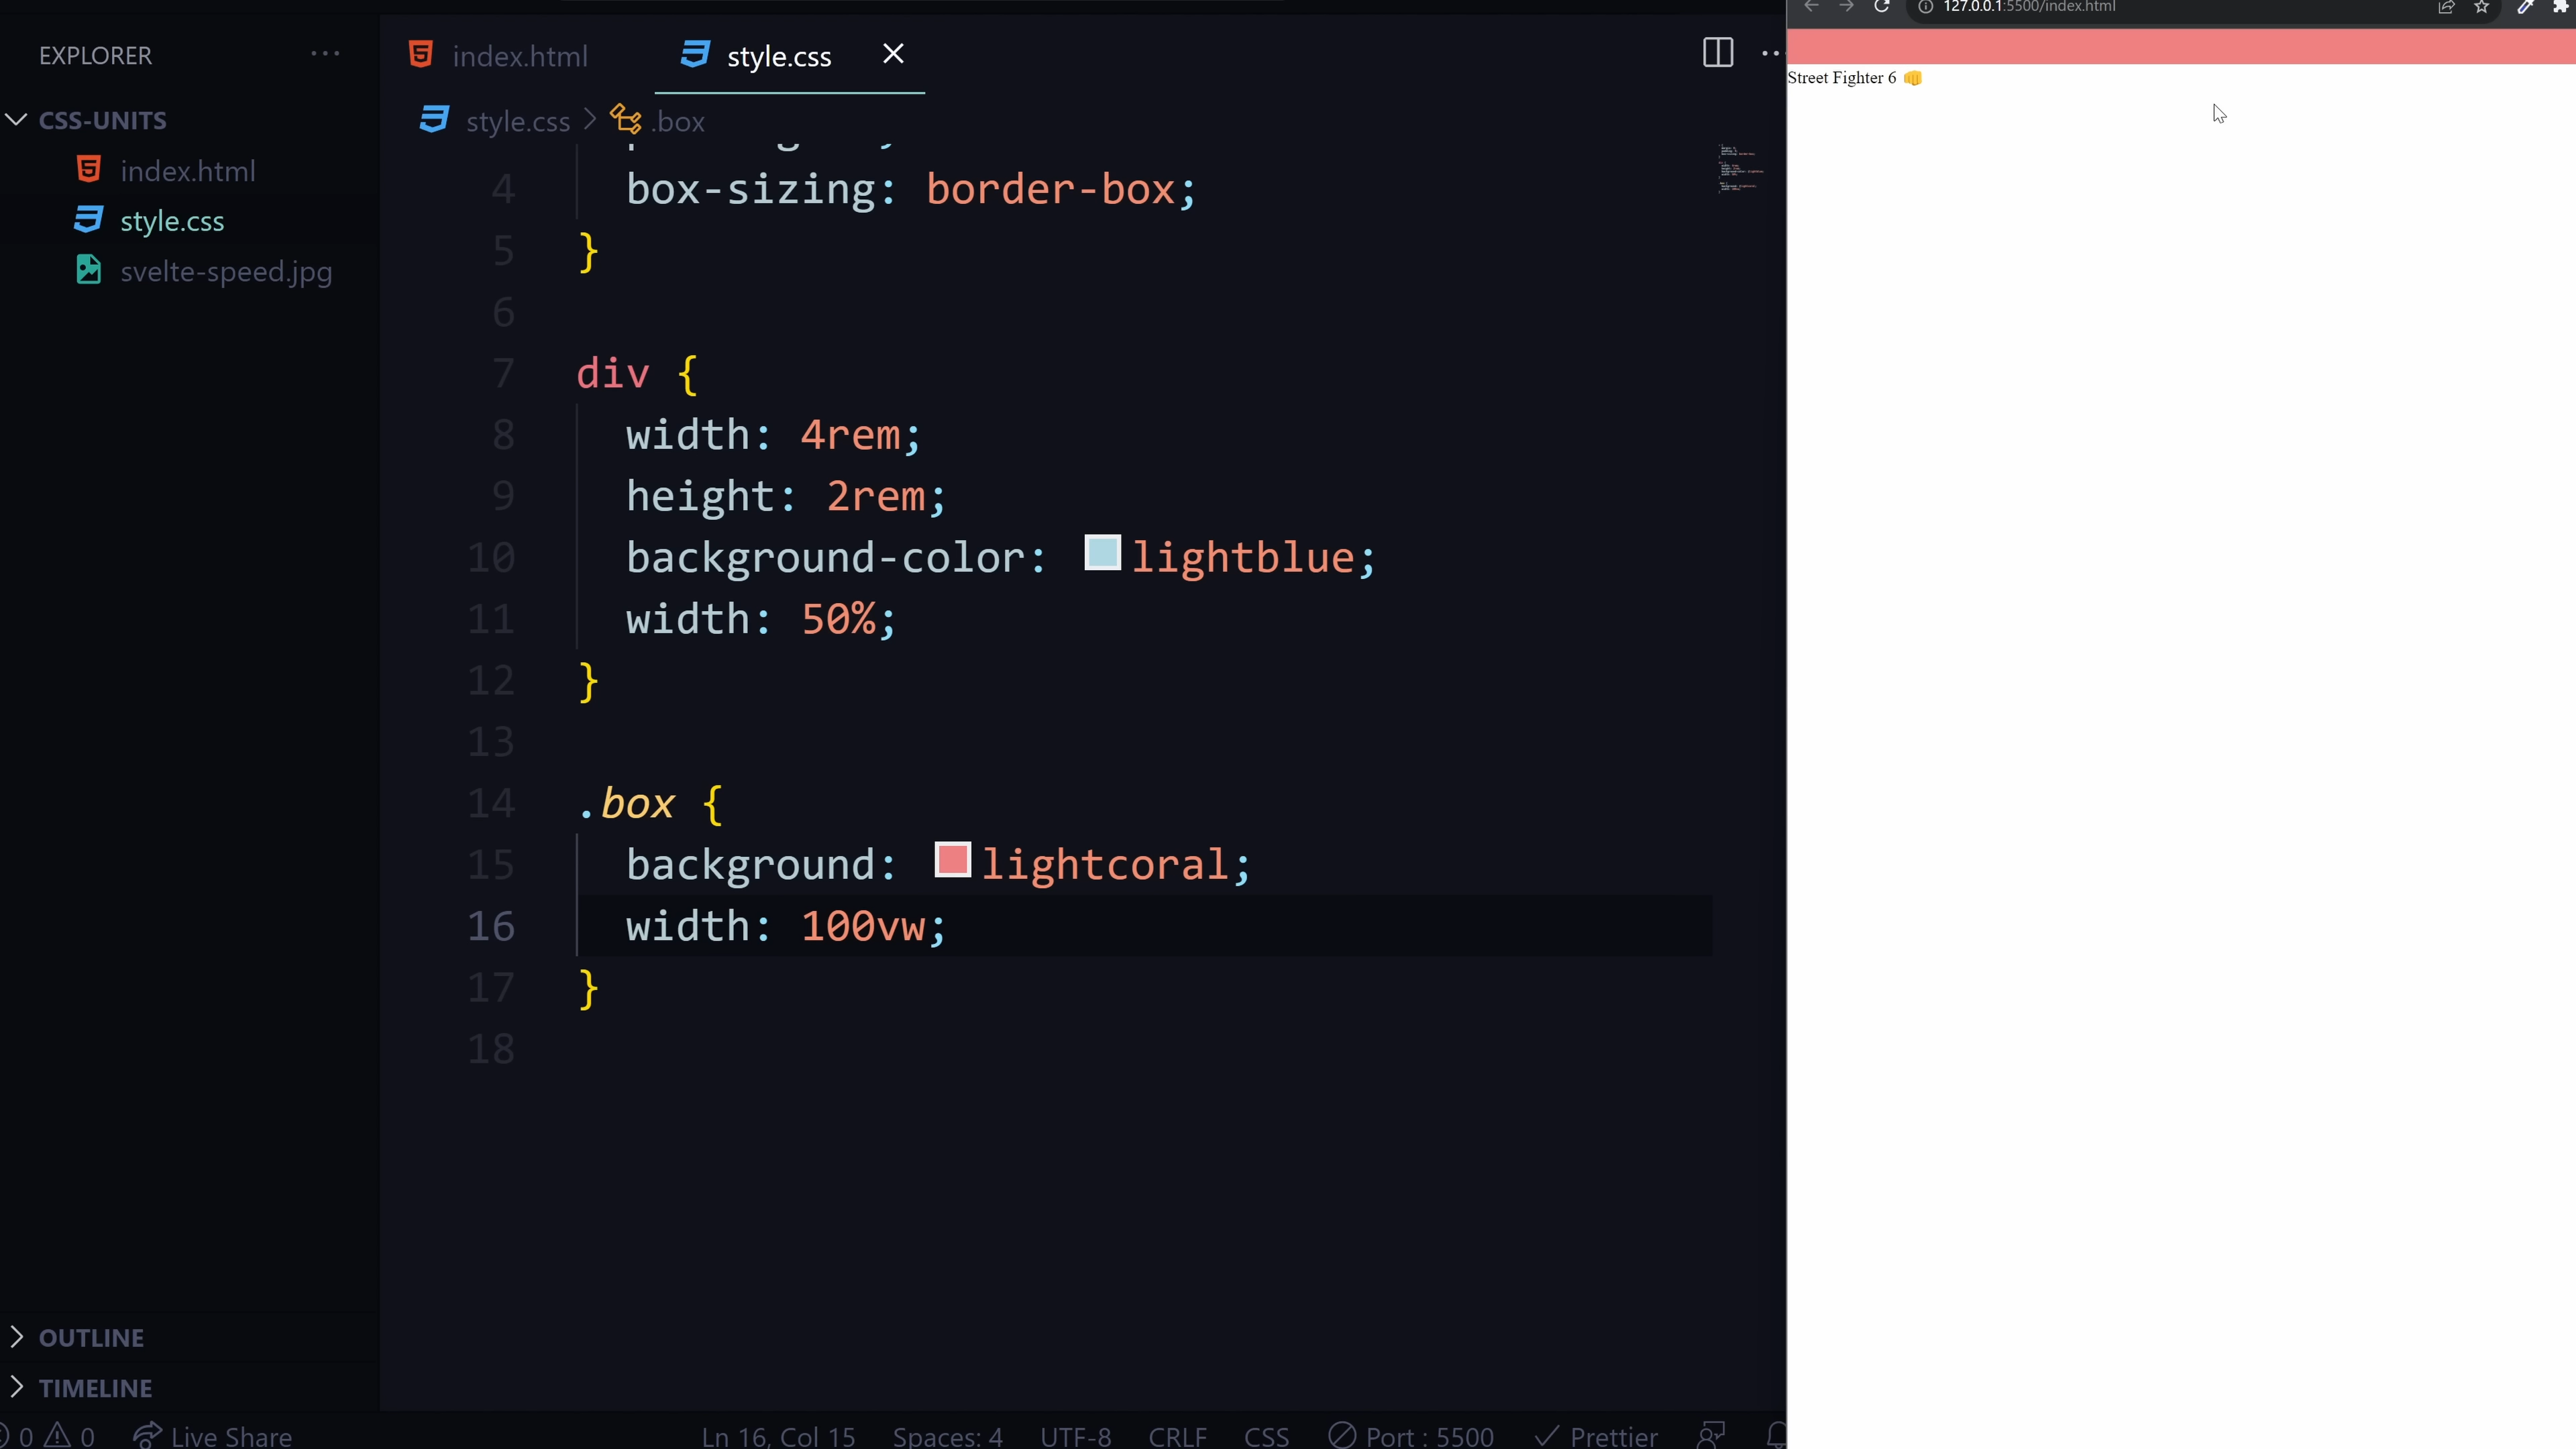 EXPLORER
CSS-UNITS
index.html
style.css
svelte-speed.jpg
OUTLINE
TIMELINE
index.html
style.css
style.css > .box
4 box-sizing: border-box;
5 }
6
7 div {
8 width: 4rem;
9 height: 2rem;
10 background-color: lightblue;
11 width: 50%;
12 }
13
14 .box {
15 background: lightcoral;
16 width: 100vw;
17 }
18
0 0 Live Share Ln 16, Col 15 Spaces: 4 UTF-8 CRLF CSS Port : 5500 Prettier
127.0.0.1:5500/index.html
Street Fighter 6 👊